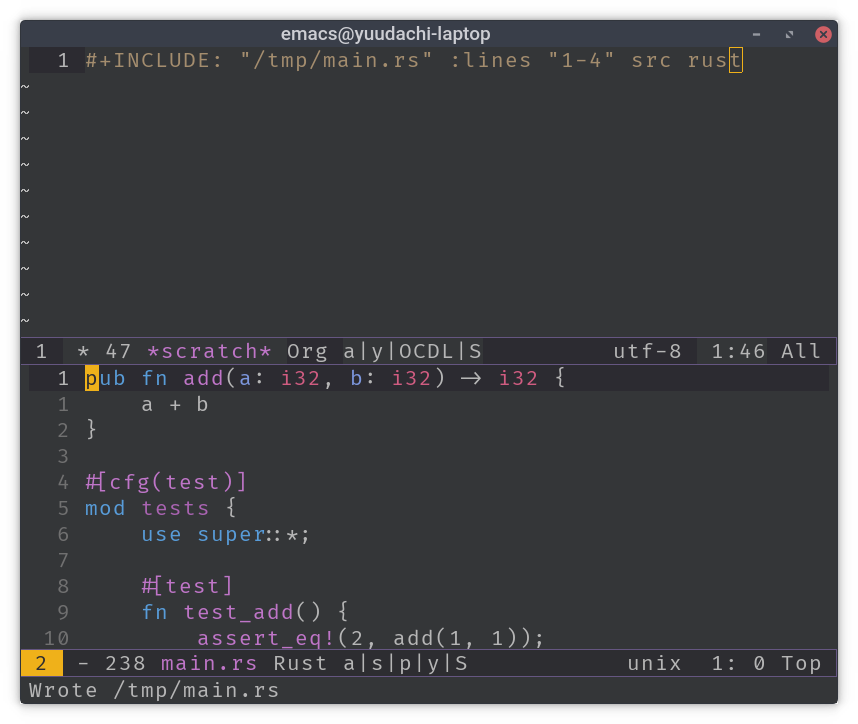 emacs@yuudachi-laptop
1 #+INCLUDE: "/tmp/main.rs" :lines "1-4" src rust
~
~
~
~
~
~
~
~
~
~
1 * 47 *scratch* Org a|y|OCDL|S utf-8 1:46 All
1 pub fn add(a: i32, b: i32) -> i32 {
1 a + b
2 }
3
4 #[cfg(test)]
5 mod tests {
6 use super::*;
7
8 #[test]
9 fn test_add() {
10 assert_eq!(2, add(1, 1));
2 - 238 main.rs Rust a|s|p|y|S unix 1: 0 Top
Wrote /tmp/main.rs